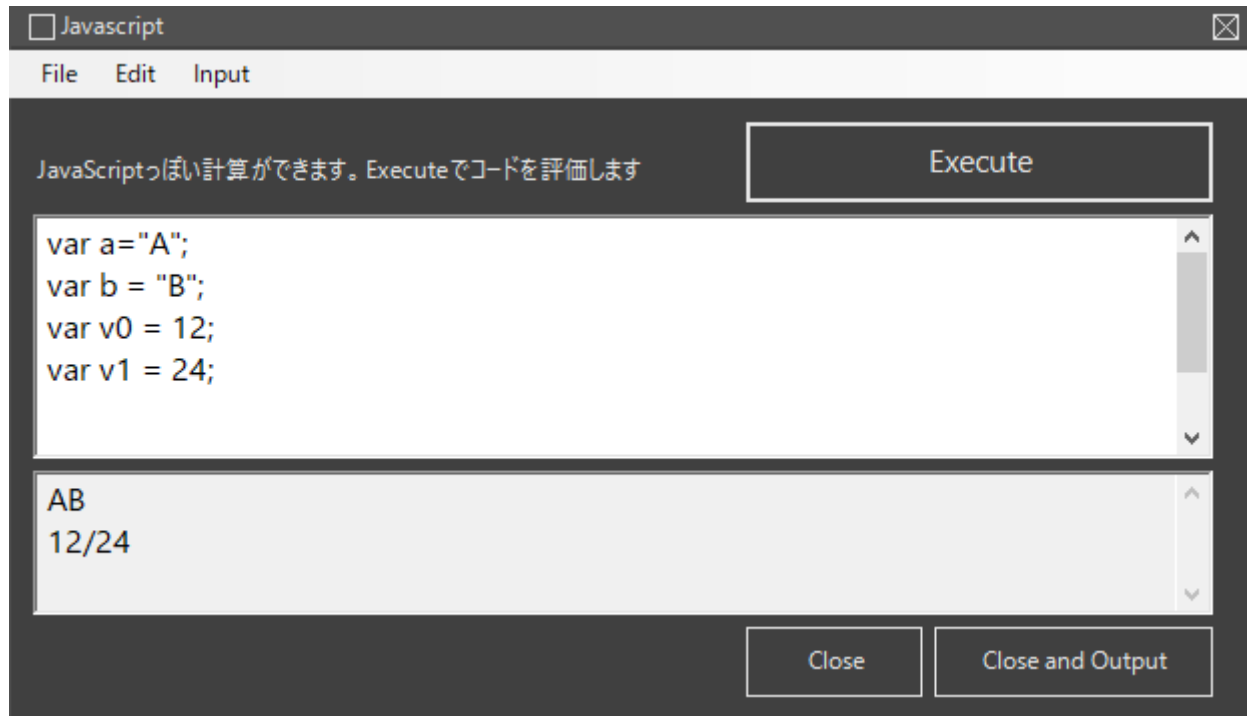 Javascript
File Edit Input
JavaScriptっぽい計算ができます。Executeでコードを評価します
Execute
var a="A";
var b = "B";
var v0 = 12;
var v1 = 24;
AB
12/24
Close
Close and Output